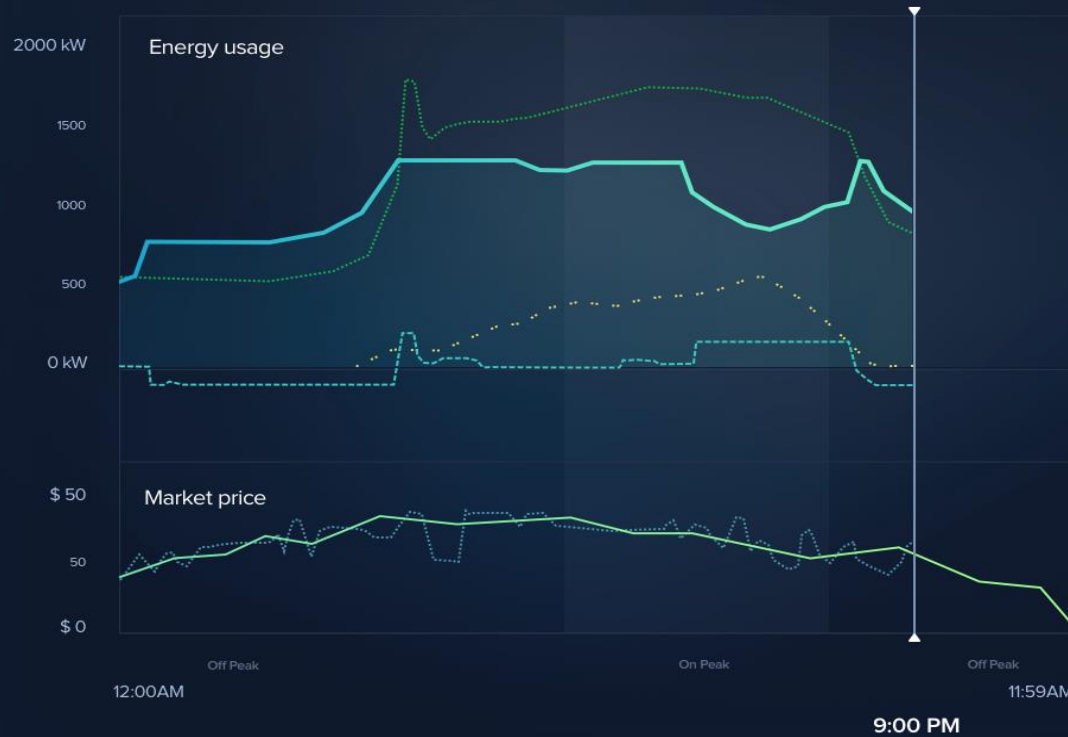 2000 kW
Energy usage
1500
1000
500
0 kW
$ 50
Market price
50
$ 0
Off Peak
On Peak
Off Peak
12:00AM
11:59AM
9:00 PM